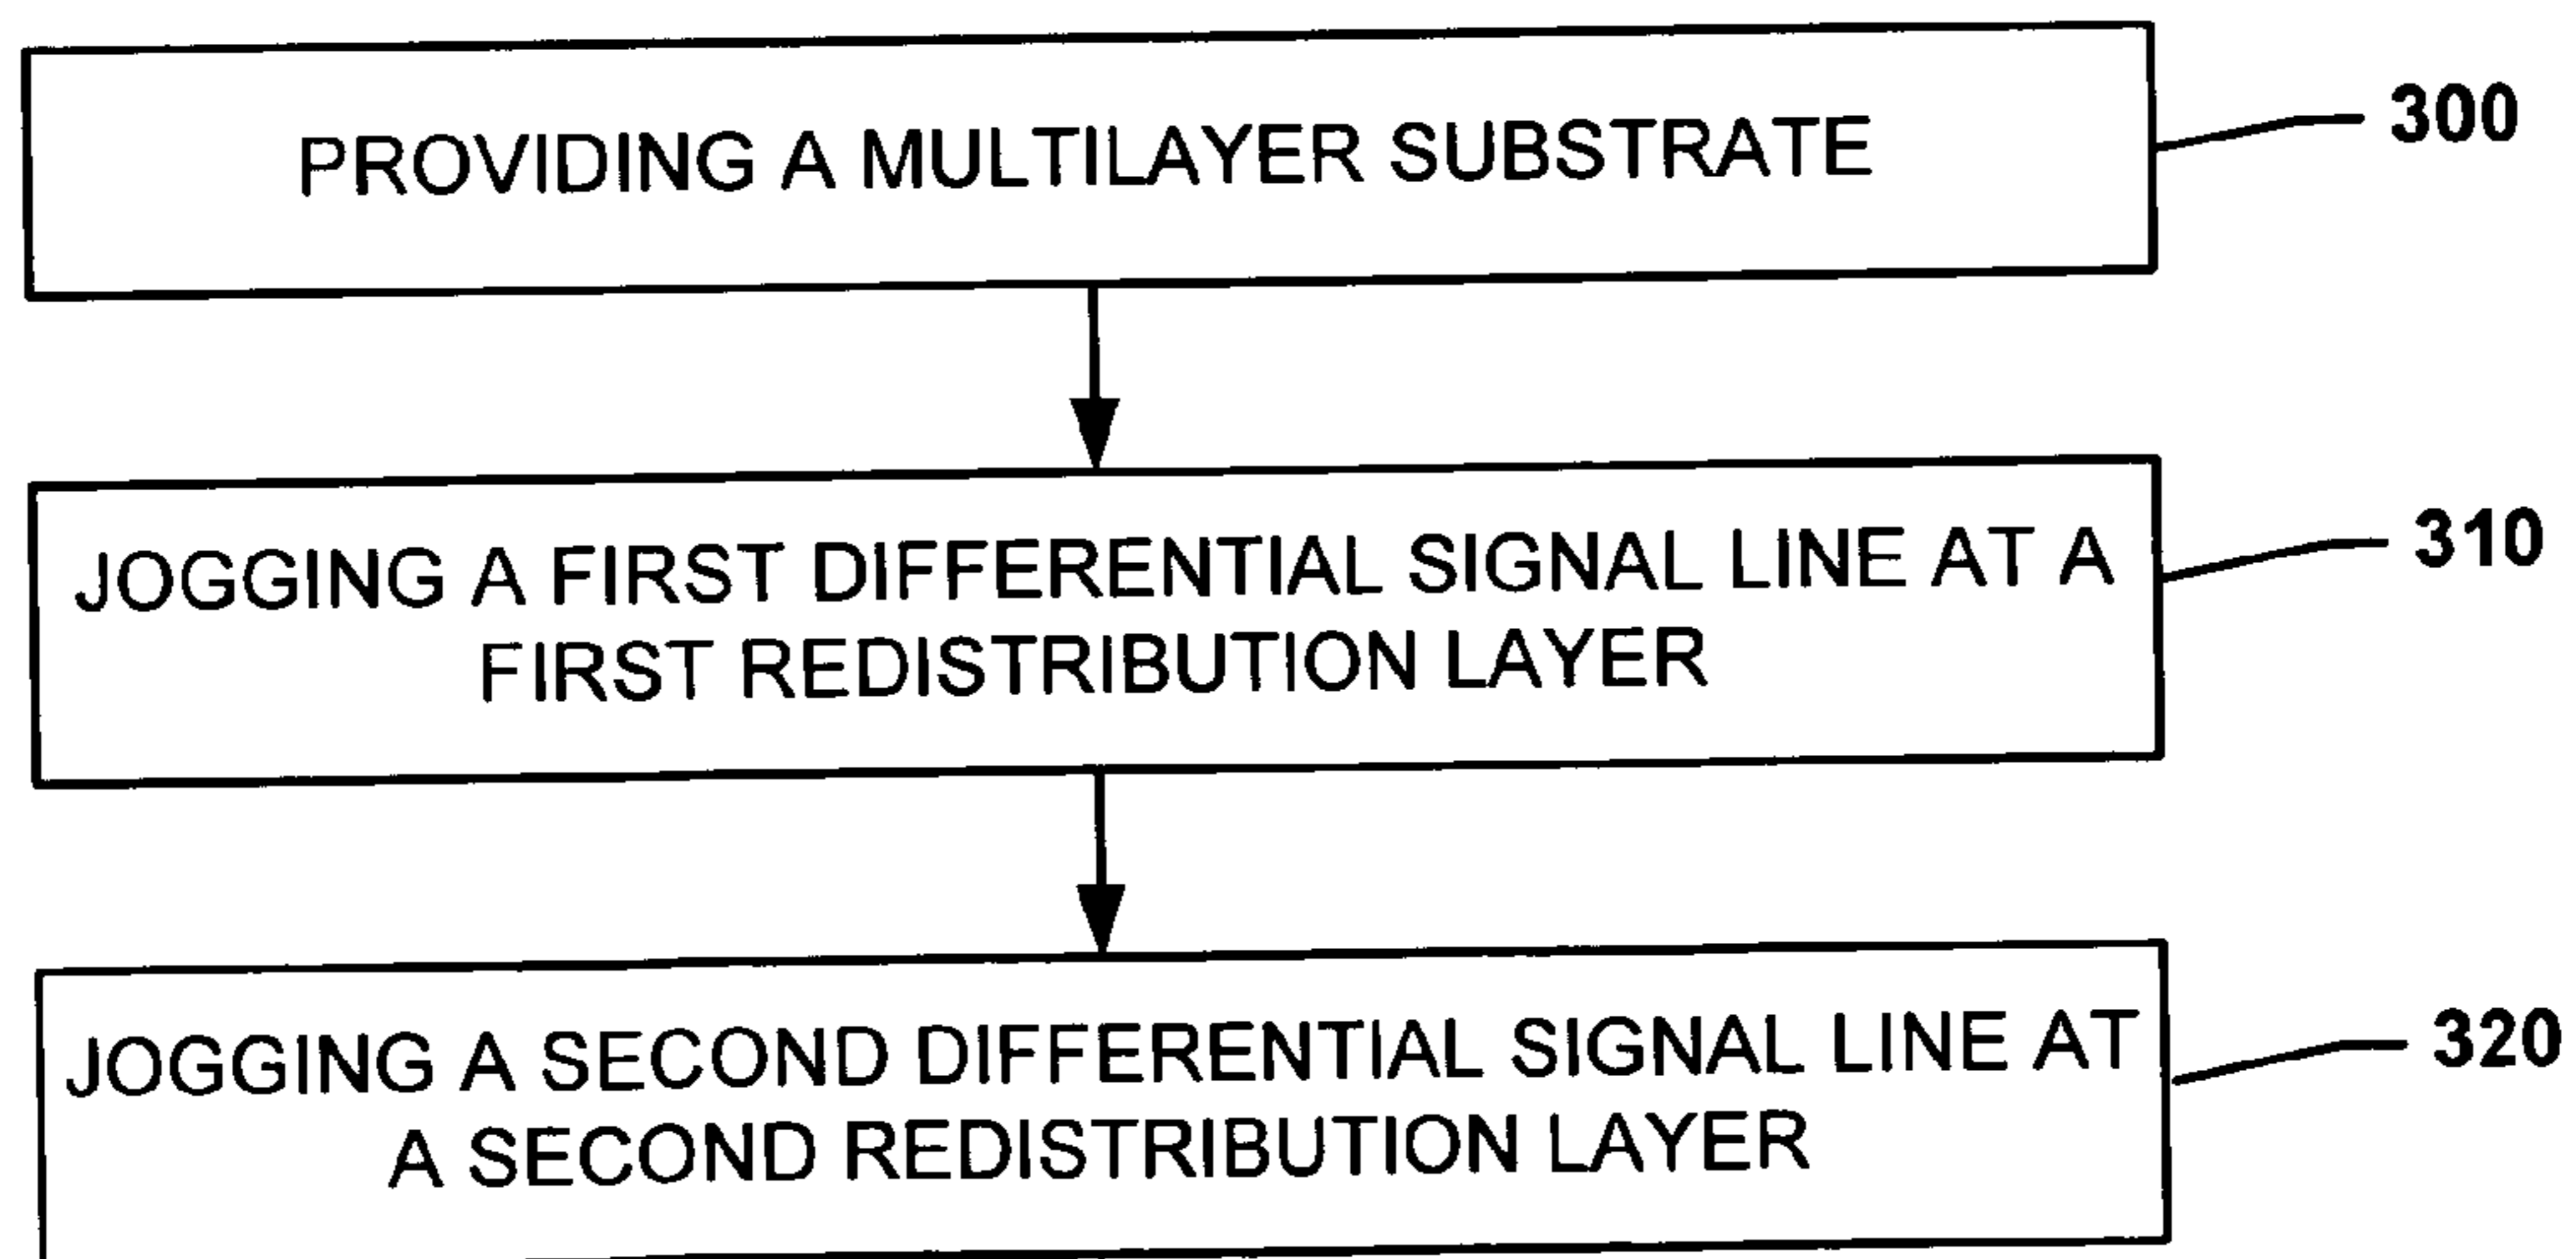 PROVIDING A MULTILAYER SUBSTRATE
300
JOGGING A FIRST DIFFERENTIAL SIGNAL LINE AT A
FIRST REDISTRIBUTION LAYER
310
JOGGING A SECOND DIFFERENTIAL SIGNAL LINE AT
A SECOND REDISTRIBUTION LAYER
320